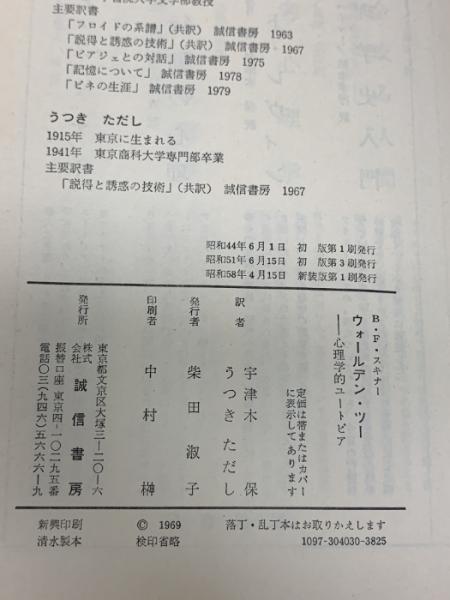 学院大学文学部教授
主要訳書
「フロイドの系譜」(共訳) 誠信書房 1963
「説得と誘惑の技術」(共訳) 誠信書房 1967
「ピアジェとの対話」誠信書房 1975
「記憶について」誠信書房 1978
「ビネの生涯」誠信書房 1979
うつき ただし
1915年 東京に生まれる
1941年 東京商科大学専門部卒業
主要訳書
「説得と誘惑の技術」(共訳) 誠信書房 1967
昭和44年6月1日 初 版第1刷発行
昭和51年6月15日 初 版第3刷発行
昭和58年4月15日 新装版第1刷発行
B・F・スキナー
ウォールデン・ツー
――心理学的ユートピア
定価は帯またはカバー
に表示してあります
訳者 宇津木 保
うつき ただし
発行者 柴田淑子
印刷者 中村 榊
発行所 株式会社 誠信書房
東京都文京区大塚三―二〇―六
電話〇三(九四六)五六六六―九
振替口座 東京四―一〇二九五番
新興印刷
清水製本
© 1969
検印省略
落丁・乱丁本はお取りかえします
1097-304030-3825